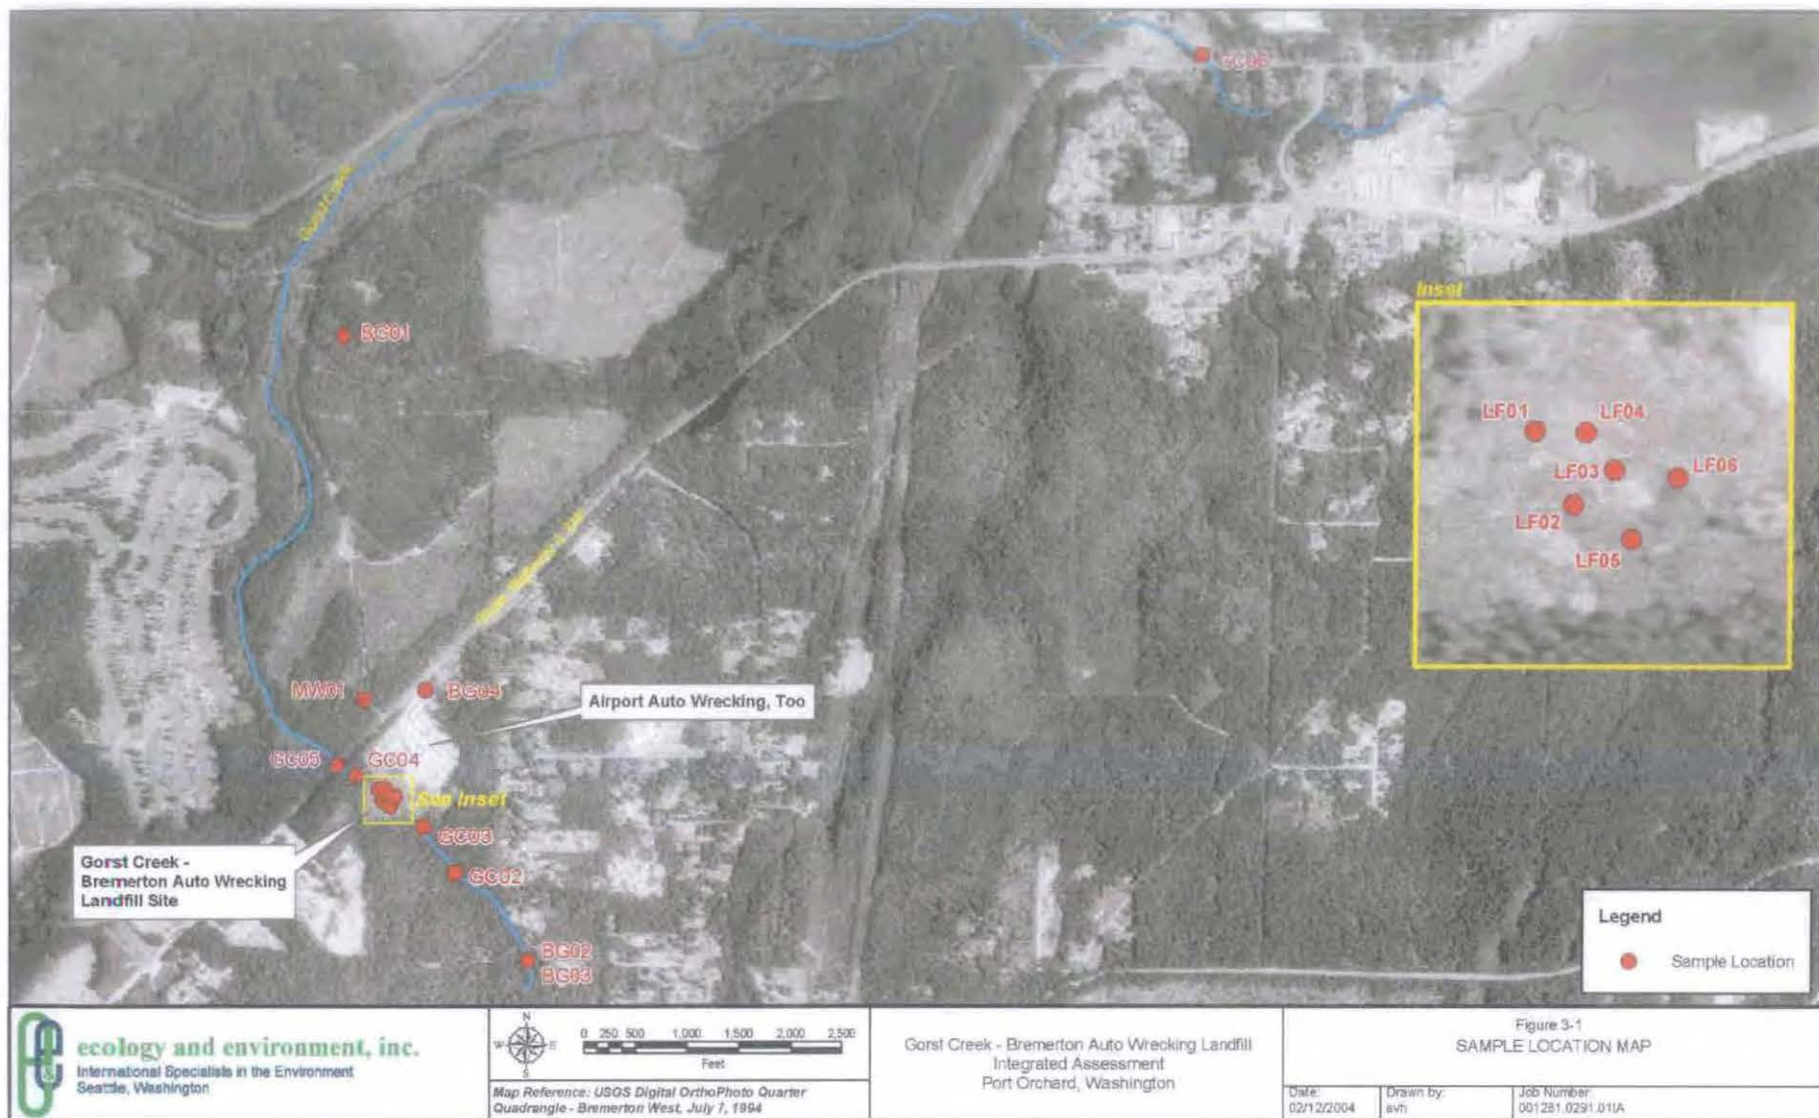 GC06
Gorst Creek
Inset
BG01
LF01
LF04
LF03
LF06
LF02
LF05
State Highway 3
MW01
BG04
Airport Auto Wrecking, Too
GC05
GC04
See Inset
GC03
Gorst Creek -
Bremerton Auto Wrecking
Landfill Site
GC02
BG02
BG03
Legend
Sample Location
ecology and environment, inc.
International Specialists in the Environment
Seattle, Washington
N
W
E
S
0 250 500 1,000 1,500 2,000 2,500
Feet
Map Reference: USGS Digital OrthoPhoto Quarter
Quadrangle - Bremerton West, July 7, 1994
Gorst Creek - Bremerton Auto Wrecking Landfill
Integrated Assessment
Port Orchard, Washington
Figure 3-1
SAMPLE LOCATION MAP
Date:
02/12/2004
Drawn by:
avh
Job Number:
001281.0291.01IA